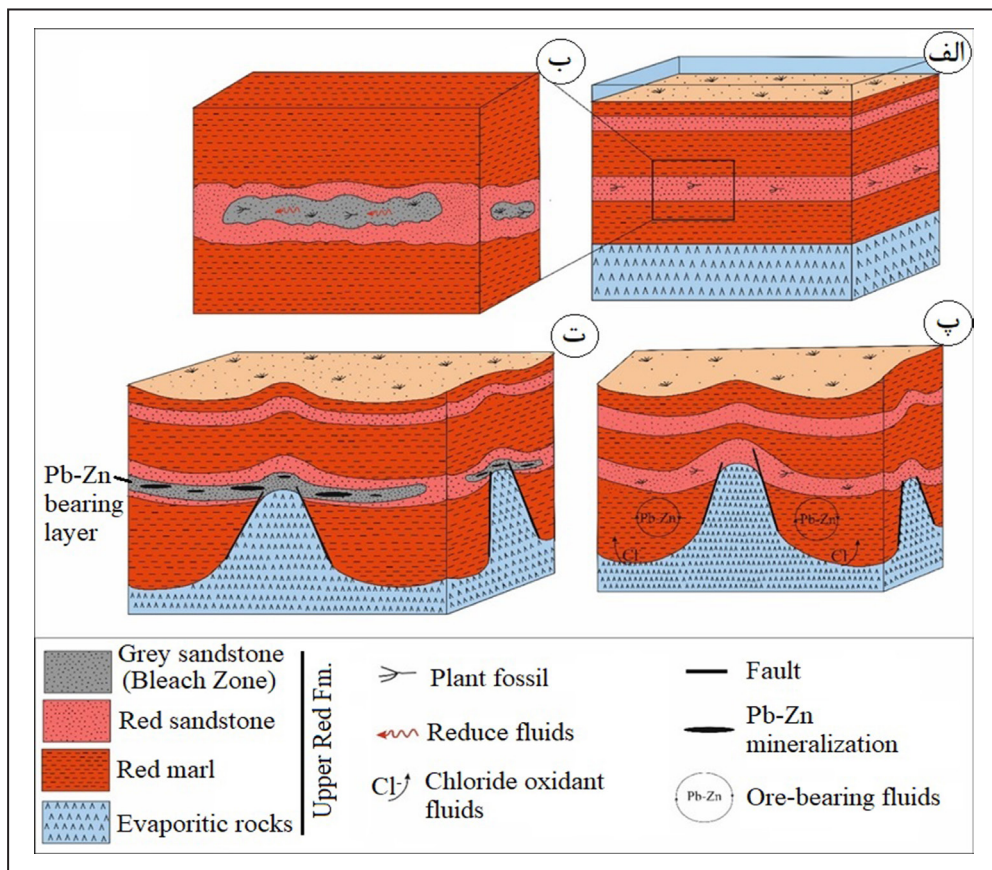 الف
ب
پ
ت
Pb-Zn
bearing
layer
Pb-Zn
Pb-Zn
Cl
Cl
Grey sandstone
(Bleach Zone)
Red sandstone
Red marl
Evaporitic rocks
Upper Red Fm.
Plant fossil
Reduce fluids
Cl-
Chloride oxidant
fluids
Fault
Pb-Zn
mineralization
Pb-Zn
Ore-bearing fluids